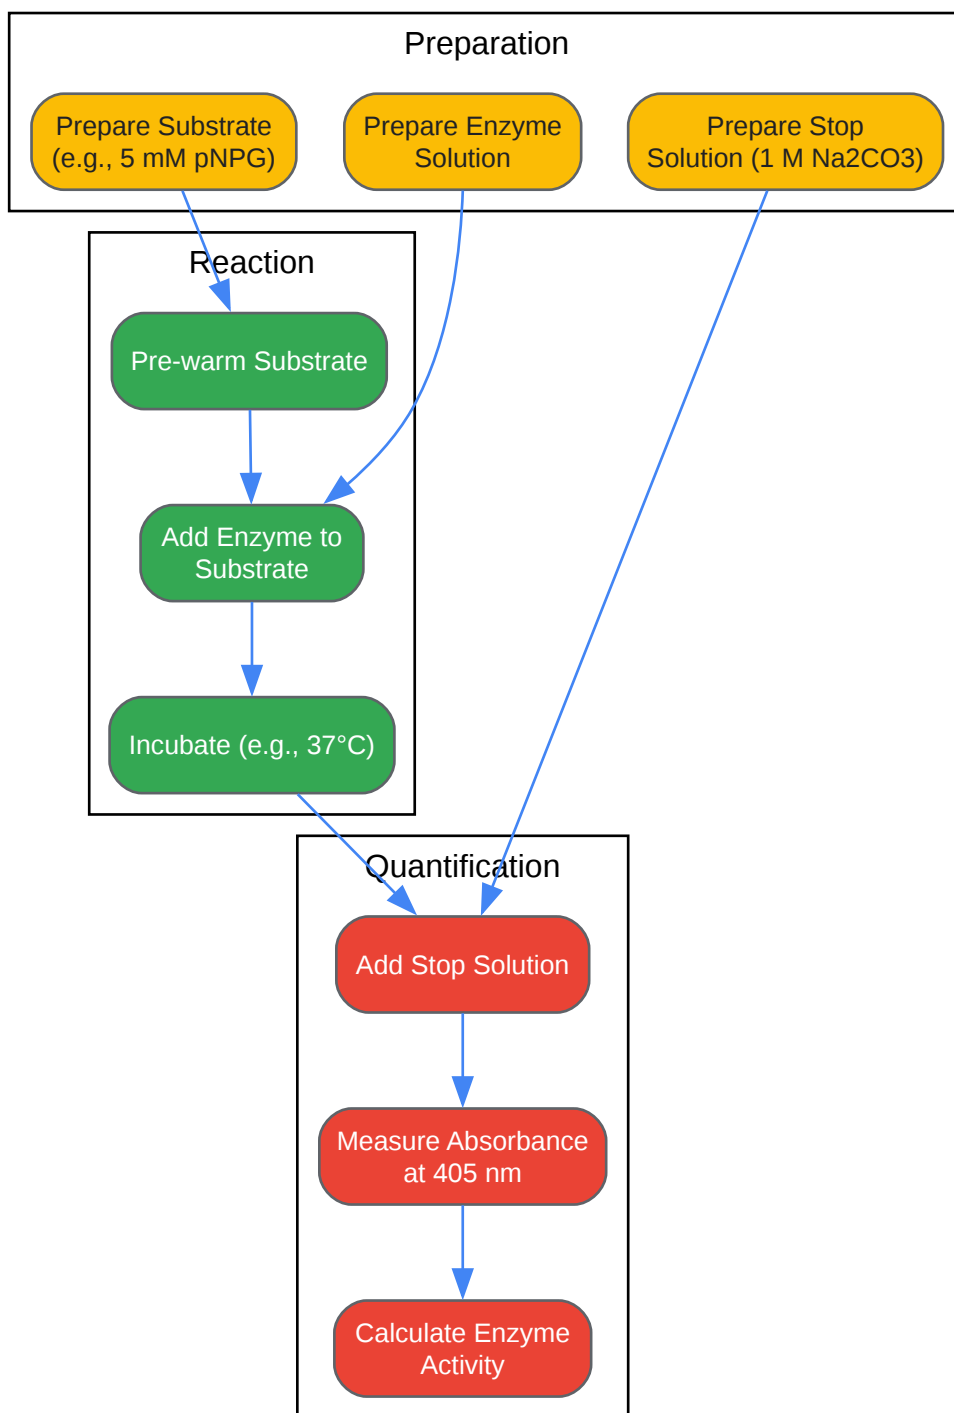 Preparation
Prepare Substrate
(e.g., 5 mM pNPG)
Prepare Enzyme
Solution
Prepare Stop
Solution (1 M Na2CO3)
Reaction
Pre-warm Substrate
Add Enzyme to
Substrate
Incubate (e.g., 37°C)
Quantification
Add Stop Solution
Measure Absorbance
at 405 nm
Calculate Enzyme
Activity